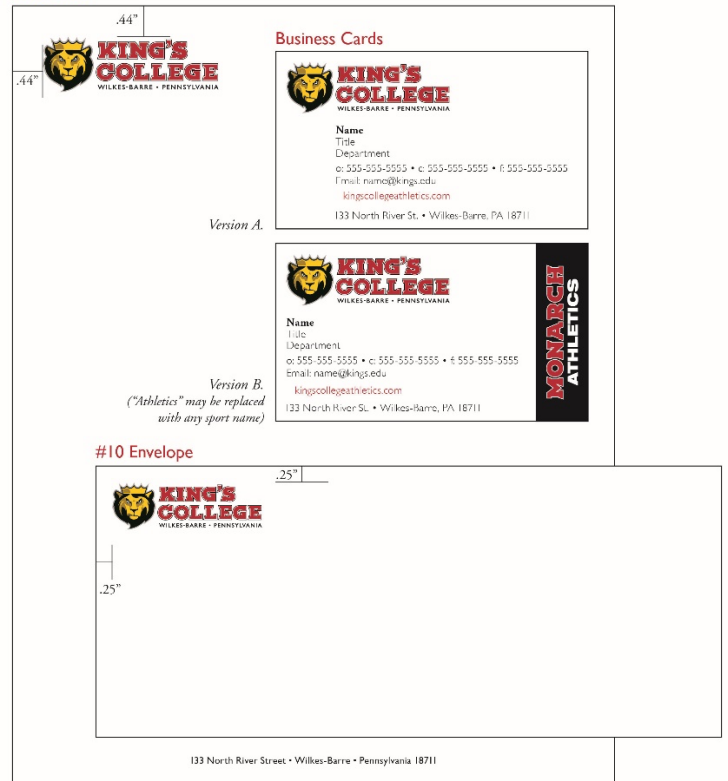 .44”
.44”
KING'S
COLLEGE
WILKES-BARRE • PENNSYLVANIA
Business Cards
KING'S
COLLEGE
WILKES-BARRE • PENNSYLVANIA
Name
Title
Department
o: 555-555-5555 • c: 555-555-5555 • f: 555-555-5555
Email: name@kings.edu
kingscollegeathletics.com
133 North River St. • Wilkes-Barre, PA 18711
Version A.
KING'S
COLLEGE
WILKES-BARRE • PENNSYLVANIA
Name
Title
Department
o: 555-555-5555 • c: 555-555-5555 • f: 555-555-5555
Email: name@kings.edu
kingscollegeathletics.com
133 North River St. • Wilkes-Barre, PA 18711
MONARCH
ATHLETICS
Version B.
(“Athletics” may be replaced
with any sport name)
#10 Envelope
.25”
KING'S
COLLEGE
WILKES-BARRE • PENNSYLVANIA
.25”
133 North River Street • Wilkes-Barre • Pennsylvania 18711